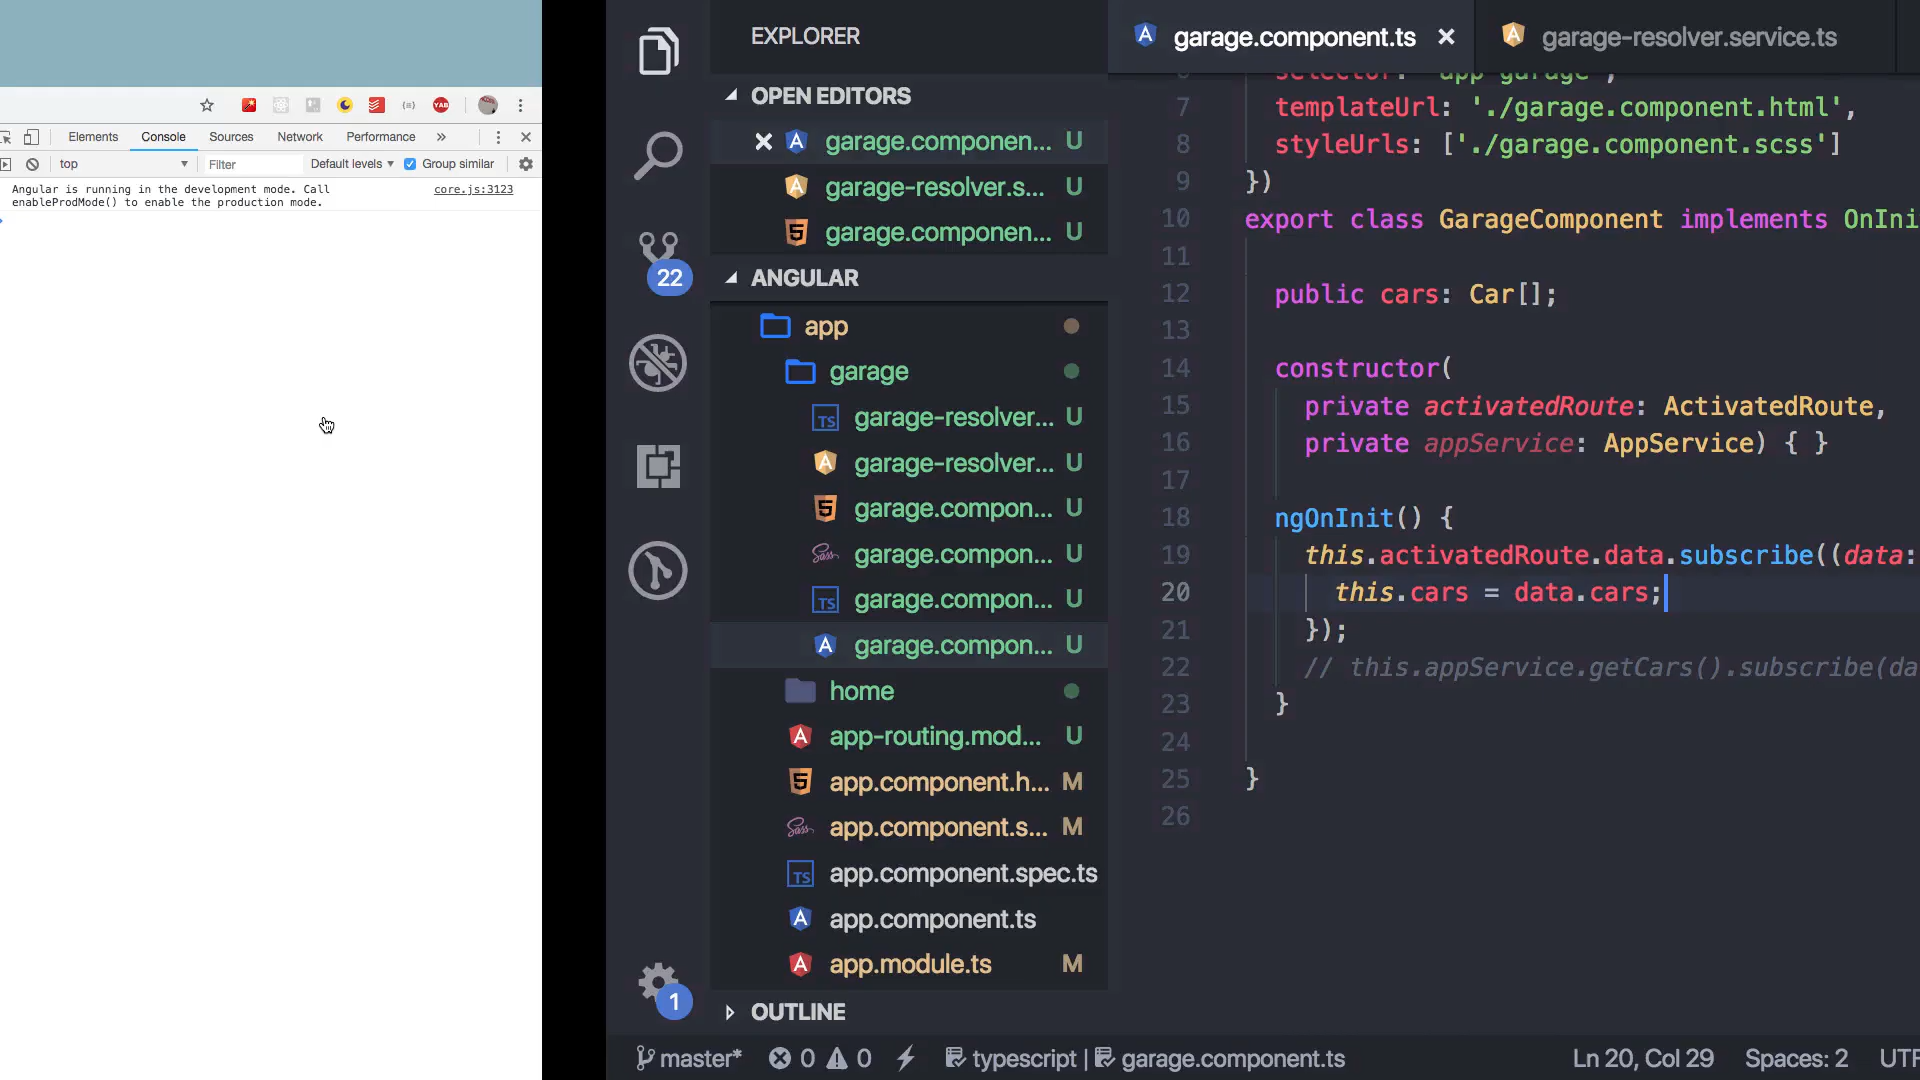 Elements Console Sources Network Performance »
top Filter Default levels Group similar
Angular is running in the development mode. Call
enableProdMode() to enable the production mode.
core.js:3123
22
1
EXPLORER
OPEN EDITORS
garage.componen... U
garage-resolver.s... U
garage.componen... U
ANGULAR
app
garage
garage-resolver... U
garage-resolver... U
garage.compon... U
garage.compon... U
garage.compon... U
garage.compon... U
home
app-routing.mod... U
app.component.h... M
app.component.s... M
app.component.spec.ts
app.component.ts
app.module.ts M
OUTLINE
garage.component.ts garage-resolver.service.ts
6 selector: 'app-garage',
7 templateUrl: './garage.component.html',
8 styleUrls: ['./garage.component.scss']
9 })
10 export class GarageComponent implements OnIni
11
12 public cars: Car[];
13
14 constructor(
15 private activatedRoute: ActivatedRoute,
16 private appService: AppService) { }
17
18 ngOnInit() {
19 this.activatedRoute.data.subscribe((data:
20 this.cars = data.cars;
21 });
22 // this.appService.getCars().subscribe(da
23 }
24
25 }
26
master* 0 0 typescript | garage.component.ts Ln 20, Col 29 Spaces: 2 UTF